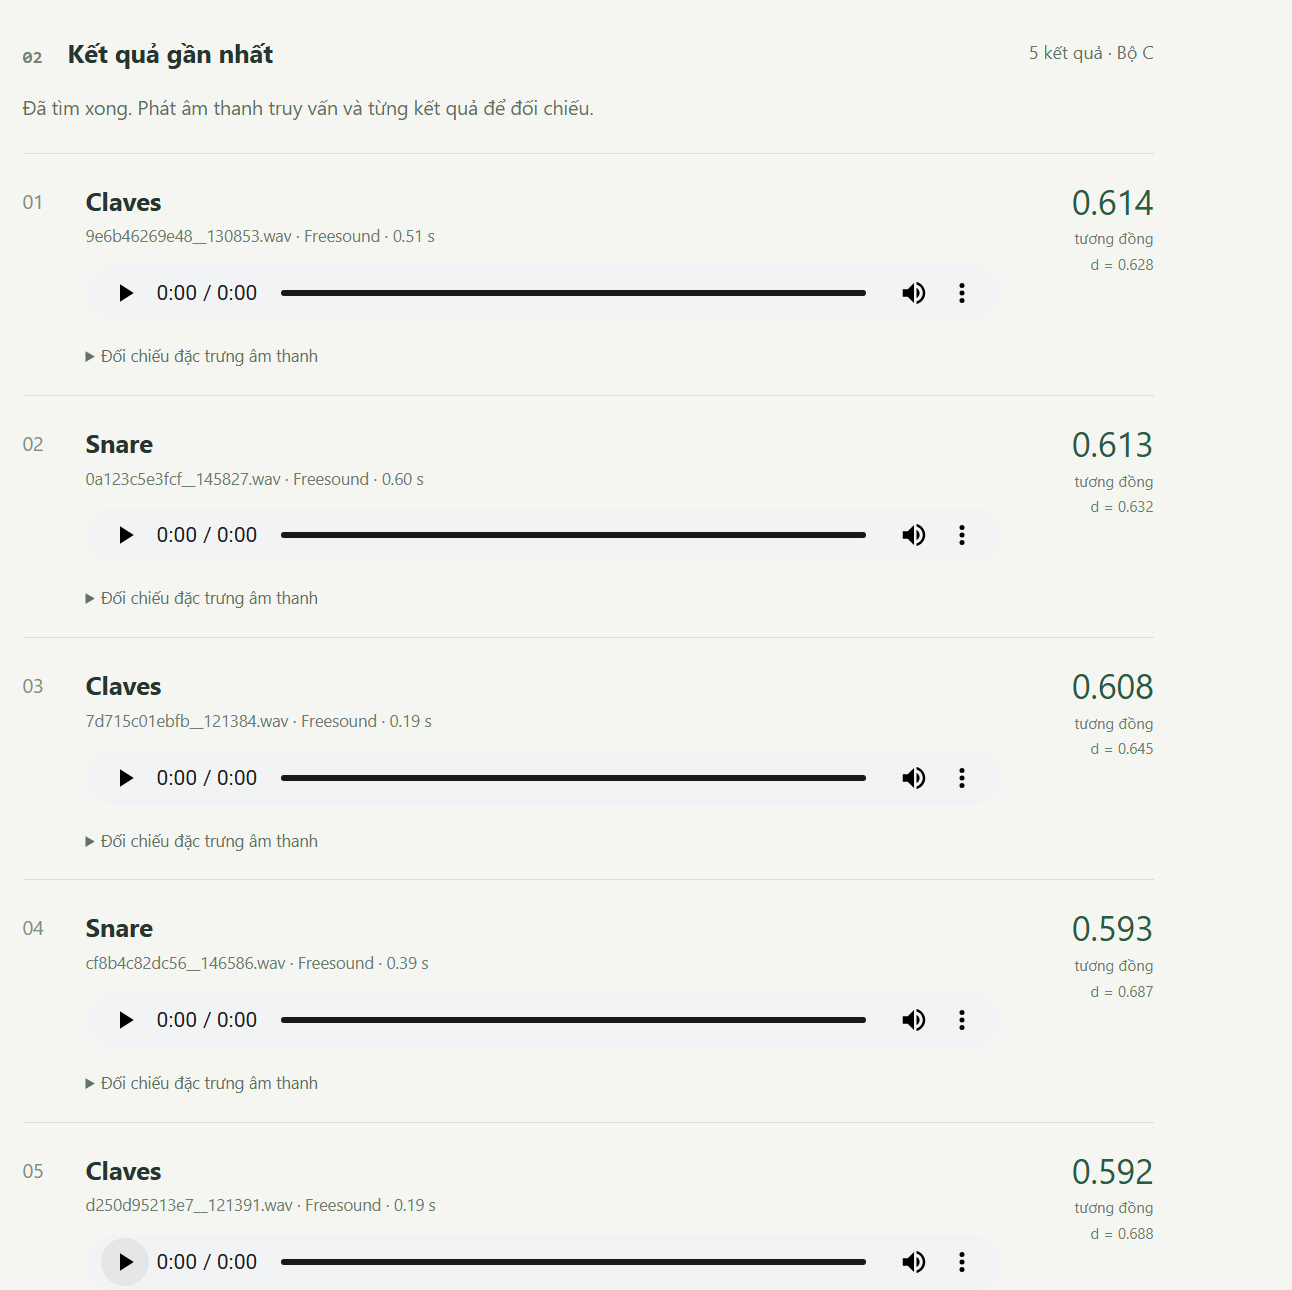 02 Kết quả gần nhất
5 kết quả · Bộ C
Đã tìm xong. Phát âm thanh truy vấn và từng kết quả để đối chiếu.
01 Claves
0.614
9e6b46269e48__130853.wav · Freesound · 0.51 s
tương đồng
d = 0.628
0:00 / 0:00
Đối chiếu đặc trưng âm thanh
02 Snare
0.613
0a123c5e3fcf__145827.wav · Freesound · 0.60 s
tương đồng
d = 0.632
0:00 / 0:00
Đối chiếu đặc trưng âm thanh
03 Claves
0.608
7d715c01ebfb__121384.wav · Freesound · 0.19 s
tương đồng
d = 0.645
0:00 / 0:00
Đối chiếu đặc trưng âm thanh
04 Snare
0.593
cf8b4c82dc56__146586.wav · Freesound · 0.39 s
tương đồng
d = 0.687
0:00 / 0:00
Đối chiếu đặc trưng âm thanh
05 Claves
0.592
d250d95213e7__121391.wav · Freesound · 0.19 s
tương đồng
d = 0.688
0:00 / 0:00